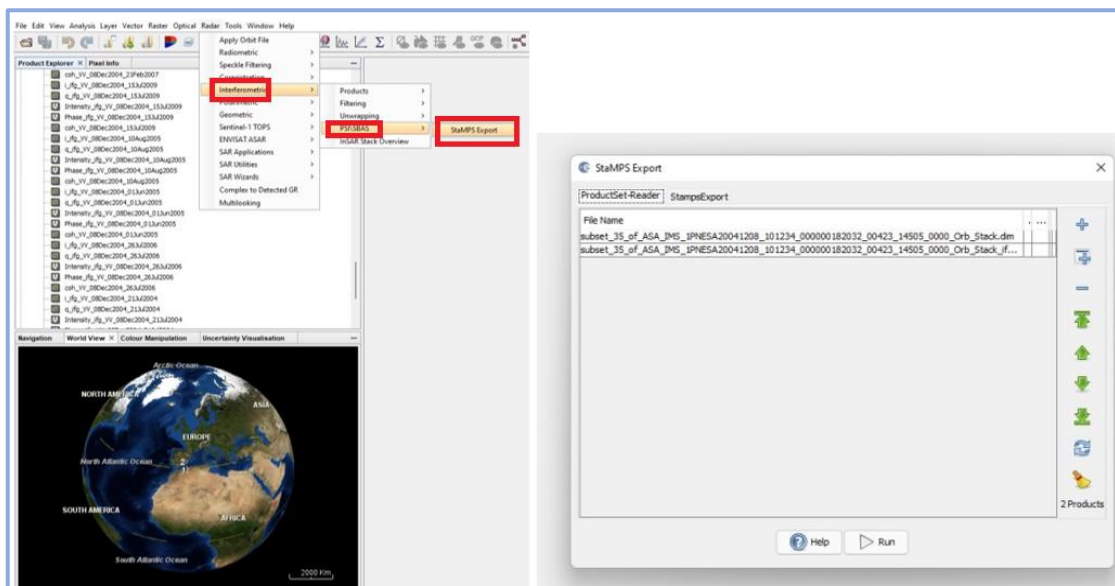 File Edit View Analysis Layer Vector Raster Optical Radar Tools Window Help
Apply Orbit File
Radiometric
Speckle Filtering
Interferometric
Polarimetric
Geometric
Sentinel-1 TOPS
ENVISAT ASAR
SAR Applications
SAR Utilities
SAR Wizards
Complex to Detected GR
Multilooking
Products
Filtering
Unwrapping
PSI\SBAS
InSAR Stack Overview
StaMPS Export
Product Explorer × Pixel Info
coh_VV_08Dec2004_21Feb2007
i_ifg_VV_08Dec2004_15Jul2009
q_ifg_VV_08Dec2004_15Jul2009
Intensity_ifg_VV_08Dec2004_15Jul2009
Phase_ifg_VV_08Dec2004_15Jul2009
coh_VV_08Dec2004_15Jul2009
i_ifg_VV_08Dec2004_10Aug2005
q_ifg_VV_08Dec2004_10Aug2005
Intensity_ifg_VV_08Dec2004_10Aug2005
Phase_ifg_VV_08Dec2004_10Aug2005
coh_VV_08Dec2004_10Aug2005
i_ifg_VV_08Dec2004_01Jun2005
q_ifg_VV_08Dec2004_01Jun2005
Intensity_ifg_VV_08Dec2004_01Jun2005
Phase_ifg_VV_08Dec2004_01Jun2005
coh_VV_08Dec2004_01Jun2005
i_ifg_VV_08Dec2004_26Jul2006
q_ifg_VV_08Dec2004_26Jul2006
Intensity_ifg_VV_08Dec2004_26Jul2006
Phase_ifg_VV_08Dec2004_26Jul2006
coh_VV_08Dec2004_26Jul2006
i_ifg_VV_08Dec2004_21Jul2004
q_ifg_VV_08Dec2004_21Jul2004
Intensity_ifg_VV_08Dec2004_21Jul2004
Navigation World View × Colour Manipulation Uncertainty Visualisation
Arctic Ocean
NORTH AMERICA
ASIA
EUROPE
North Atlantic Ocean
2
1
SOUTH AMERICA
AFRICA
South Atlantic Ocean
2000 Km
StaMPS Export
ProductSet-Reader StampsExport
File Name
subset_35_of_ASA_IMS_1PNESA20041208_101234_000000182032_00423_14505_0000_Orb_Stack.dim
subset_35_of_ASA_IMS_1PNESA20041208_101234_000000182032_00423_14505_0000_Orb_Stack_if...
2 Products
Help Run